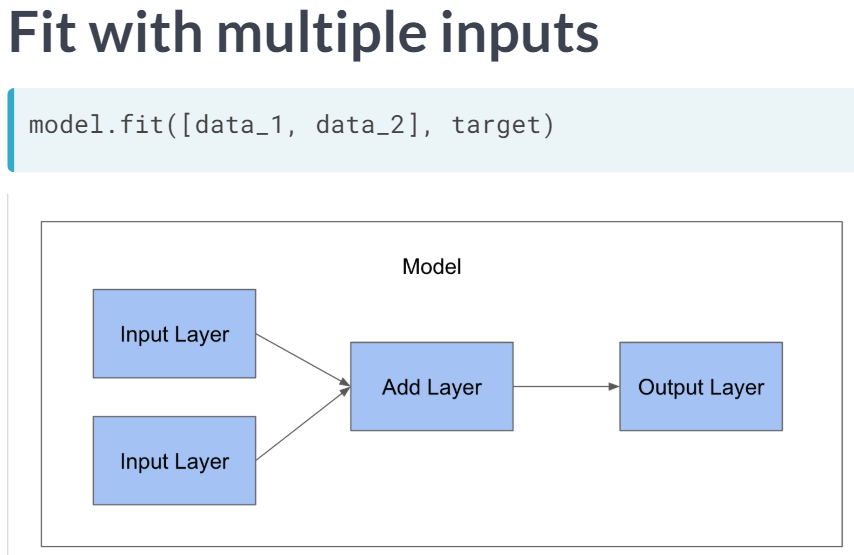 Fit with multiple inputs
model.fit([data_1, data_2], target)
Model
Input Layer
Input Layer
Add Layer
Output Layer